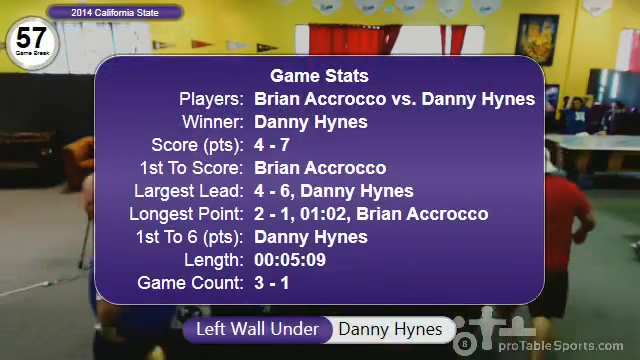 2014 California State
57
Game Break
Game Stats
Players: Brian Accrocco vs. Danny Hynes
Winner: Danny Hynes
Score (pts): 4 - 7
1st To Score: Brian Accrocco
Largest Lead: 4 - 6, Danny Hynes
Longest Point: 2 - 1, 01:02, Brian Accrocco
1st To 6 (pts): Danny Hynes
Length: 00:05:09
Game Count: 3 - 1
Left Wall Under Danny Hynes
8
proTableSports.com